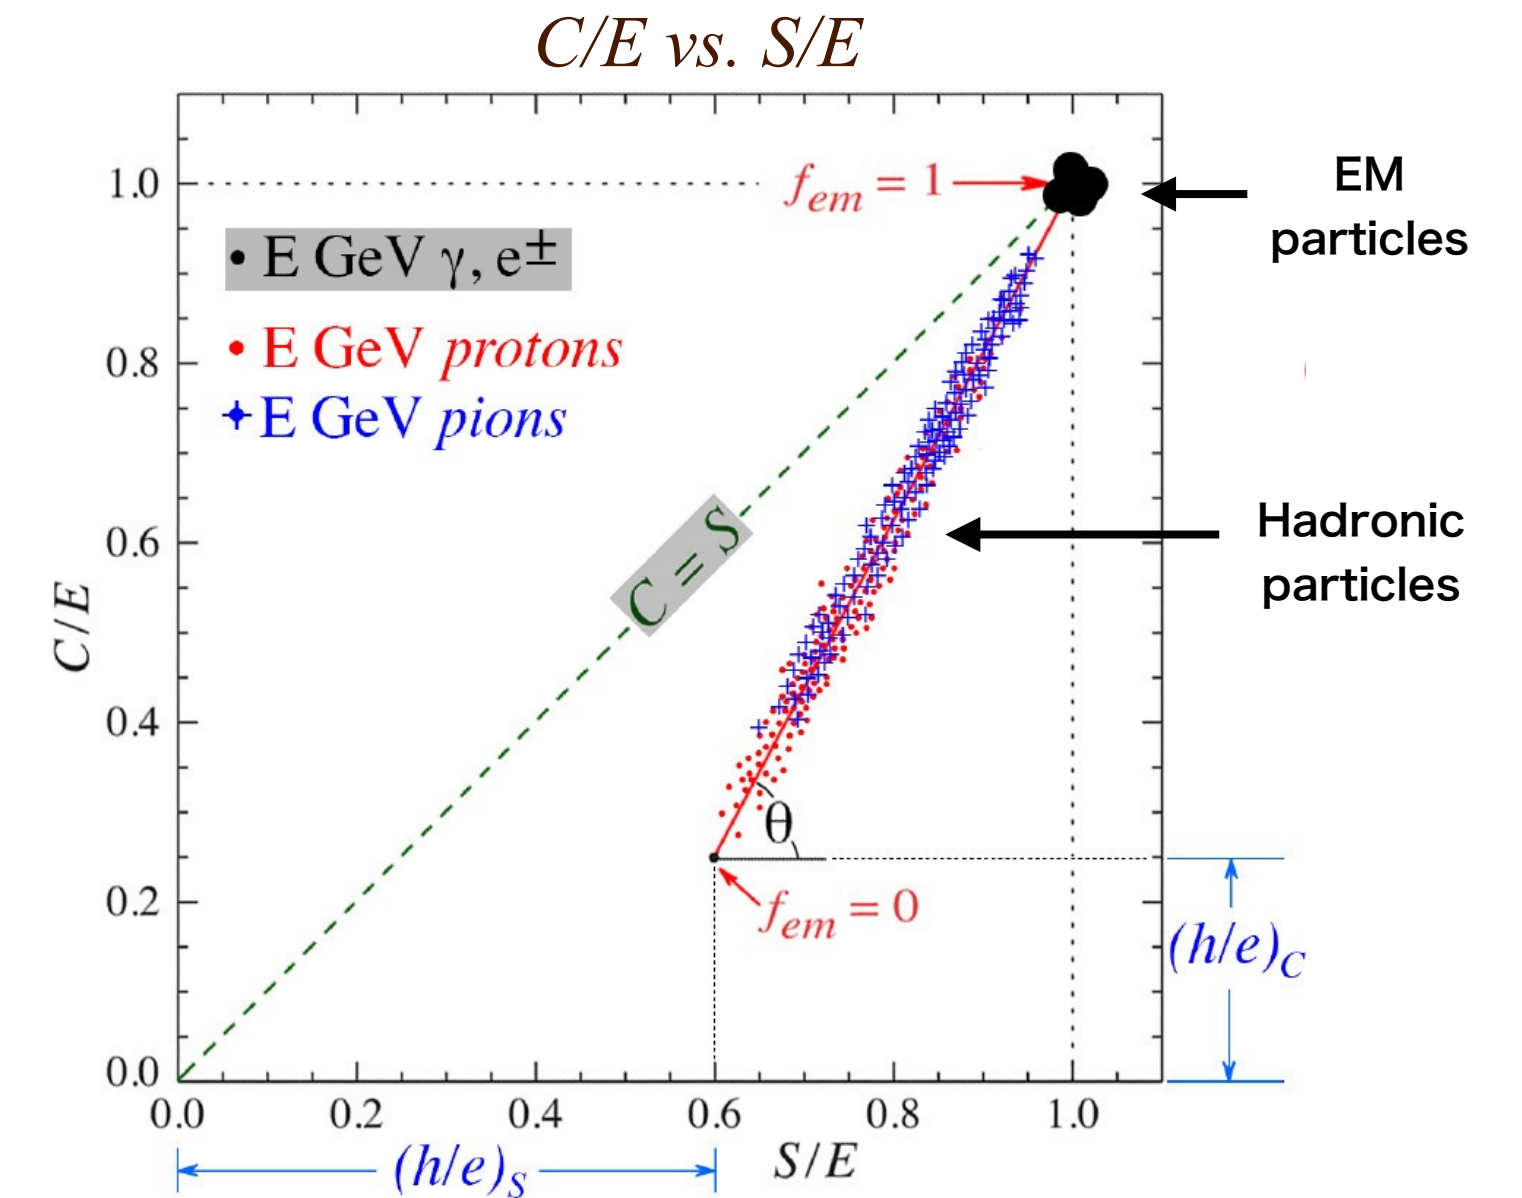 C/E vs. S/E
1.0
f_em = 1
EM
particles
• E GeV γ, e±
• E GeV protons
E GeV pions
0.8
C = S
0.6
Hadronic
particles
C/E
0.4
θ
0.2
f_em = 0
(h/e)_C
0.0
0.0 0.2 0.4 0.6 0.8 1.0
(h/e)_S
S/E